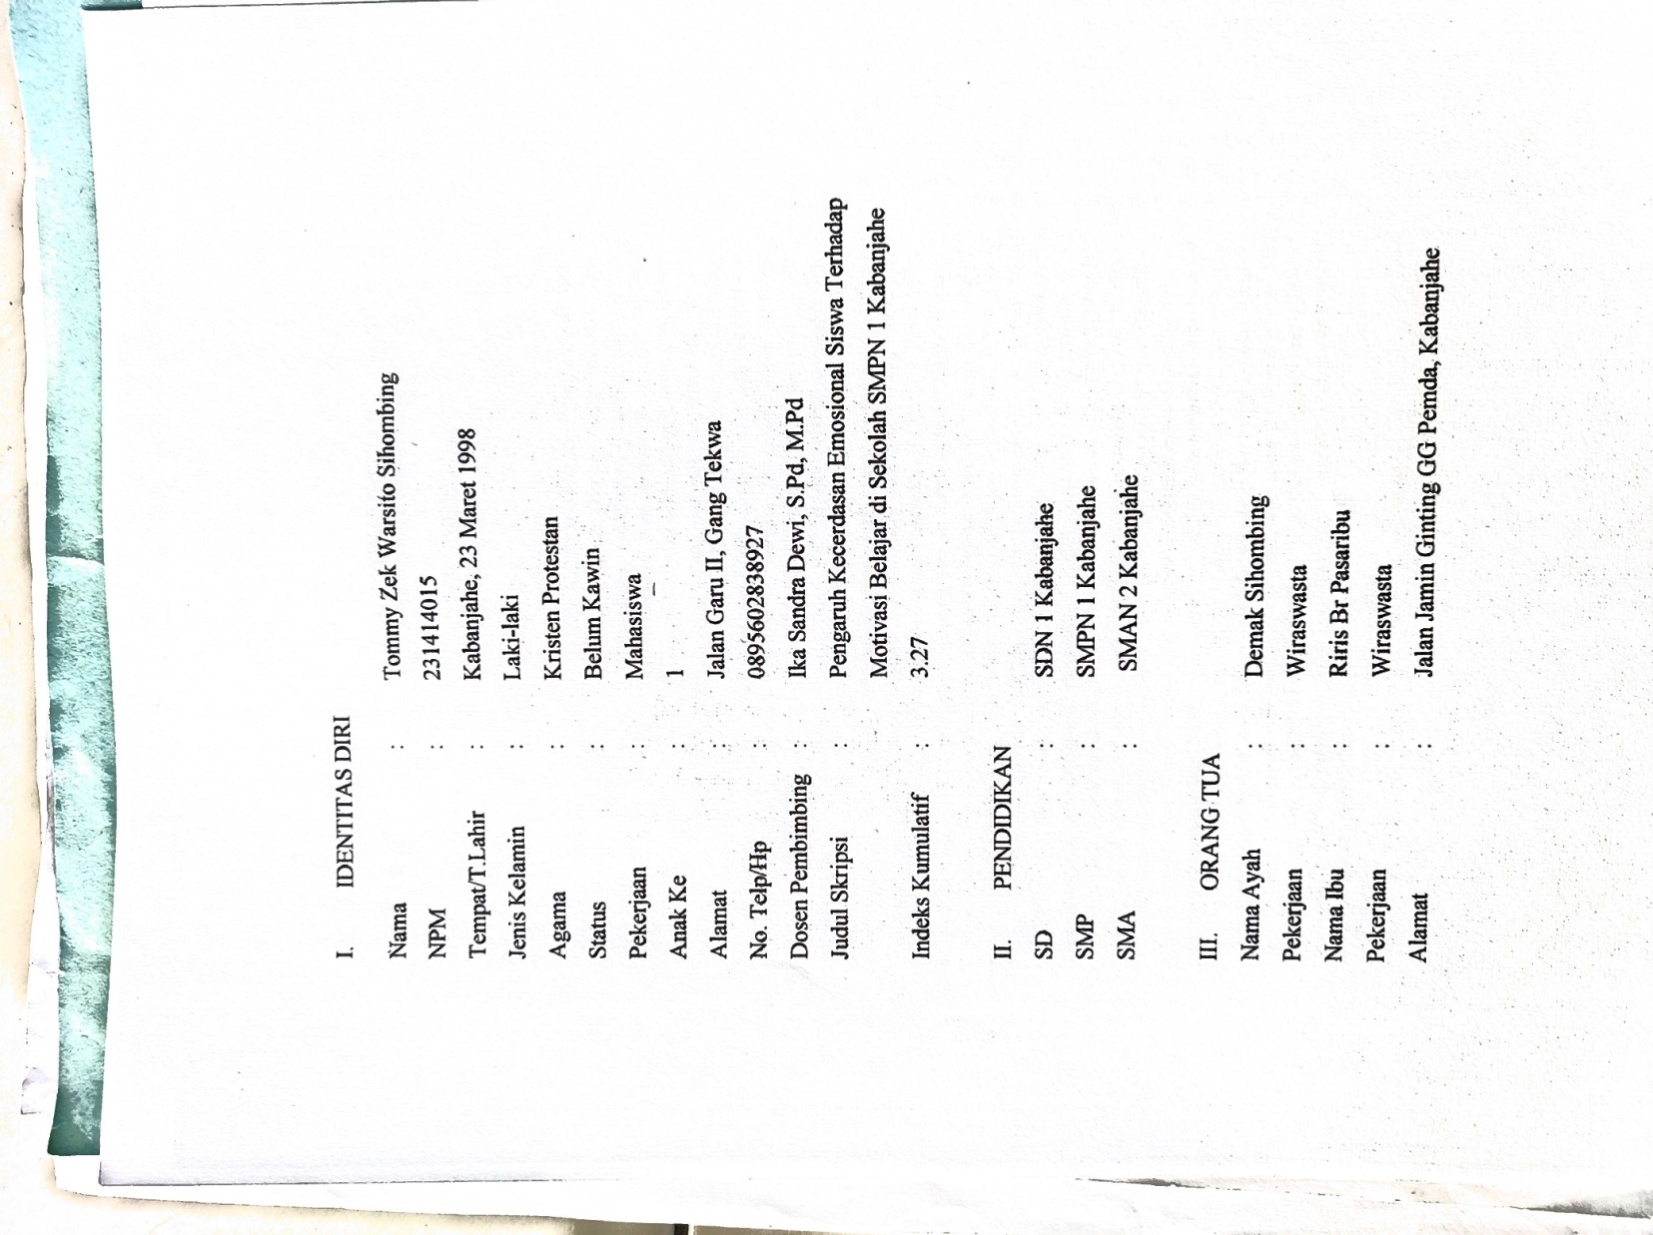 I. IDENTITAS DIRI
Nama : Tommy Zek Warsito Sihombing
NPM : 231414015
Tempat/T.Lahir : Kabanjahe, 23 Maret 1998
Jenis Kelamin : Laki-laki
Agama : Kristen Protestan
Status : Belum Kawin
Pekerjaan : Mahasiswa
Anak Ke : 1
Alamat : Jalan Garu II, Gang Tekwa
No. Telp/Hp : 0895602838927
Dosen Pembimbing : Ika Sandra Dewi, S.Pd, M.Pd
Judul Skripsi : Pengaruh Kecerdasan Emosional Siswa Terhadap
Motivasi Belajar di Sekolah SMPN 1 Kabanjahe
Indeks Kumulatif : 3.27
II. PENDIDIKAN
SD : SDN 1 Kabanjahe
SMP : SMPN 1 Kabanjahe
SMA : SMAN 2 Kabanjahe
III. ORANG TUA
Nama Ayah : Demak Sihombing
Pekerjaan : Wiraswasta
Nama Ibu : Riris Br Pasaribu
Pekerjaan : Wiraswasta
Alamat : Jalan Jamin Ginting GG Pemda, Kabanjahe